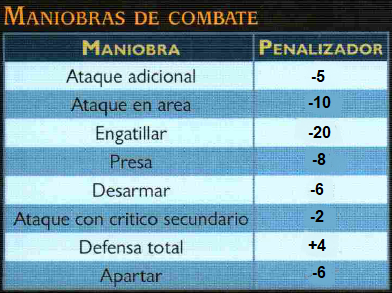 MANIOBRAS DE COMBATE
MANIOBRA PENALIZADOR
Ataque adicional -5
Ataque en area -10
Engatillar -20
Presa -8
Desarmar -6
Ataque con critico secundario -2
Defensa total +4
Apartar -6